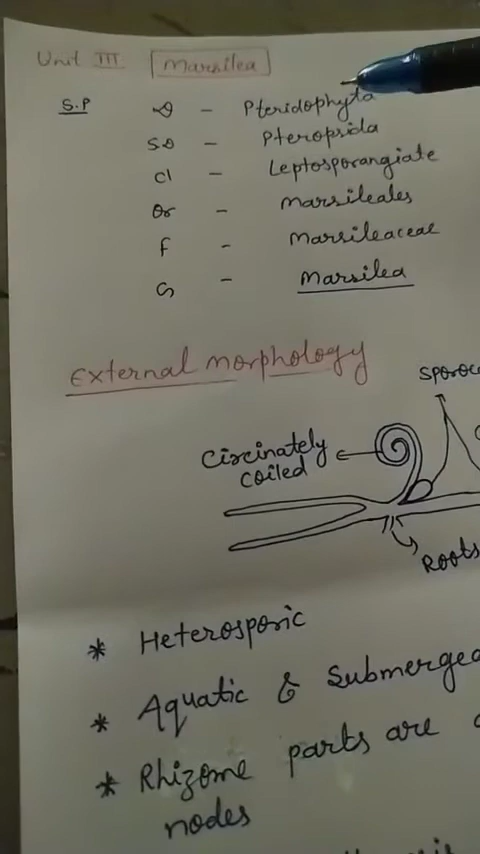 Unit III Marsilea
S.P D - Pteridophyta
SD - Pteropsida
Cl - Leptosporangiate
Or - Marsileales
f - Marsileaceae
G - Marsilea
External morphology
Sporoc
Circinately
coiled
Roots
* Heterosporic
* Aquatic & Submerged
* Rhizome parts are
nodes